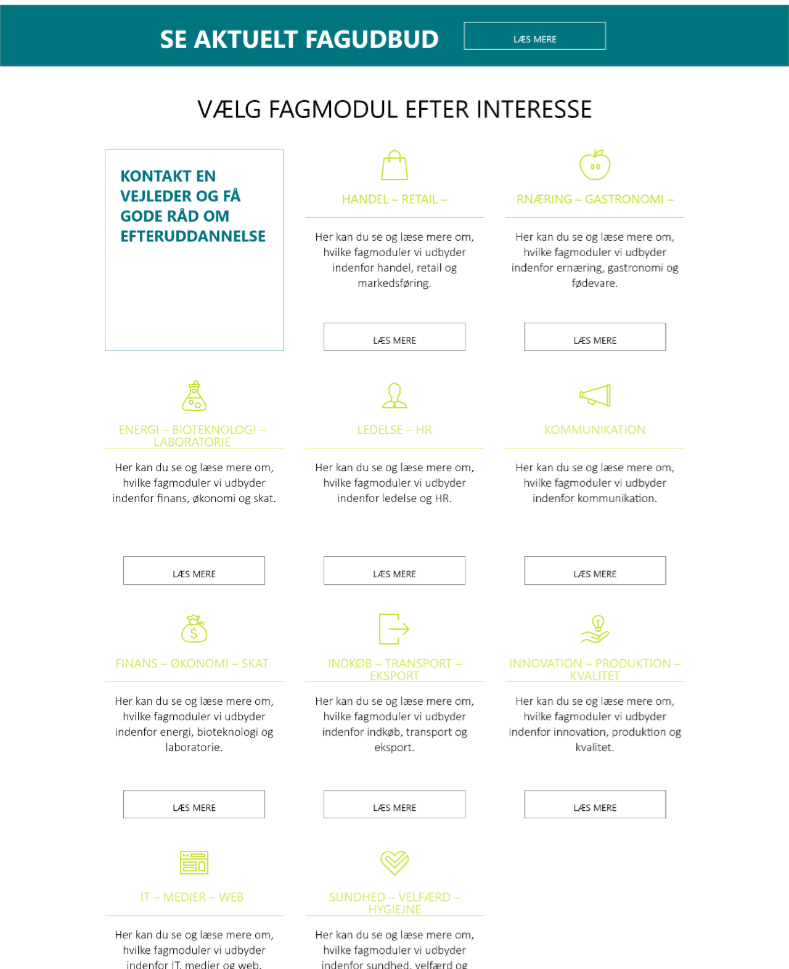 SE AKTUELT FAGUDBUD
LÆS MERE
VÆLG FAGMODUL EFTER INTERESSE
KONTAKT EN
VEJLEDER OG FÅ
GODE RÅD OM
EFTERUDDANNELSE
HANDEL – RETAIL –
Her kan du se og læse mere om,
hvilke fagmoduler vi udbyder
indenfor handel, retail og
markedsføring.
LÆS MERE
RNÆRING – GASTRONOMI –
Her kan du se og læse mere om,
hvilke fagmoduler vi udbyder
indenfor ernæring, gastronomi og
fødevare.
LÆS MERE
ENERGI – BIOTEKNOLOGI –
LABORATORIE
Her kan du se og læse mere om,
hvilke fagmoduler vi udbyder
indenfor finans, økonomi og skat.
LÆS MERE
LEDELSE – HR
Her kan du se og læse mere om,
hvilke fagmoduler vi udbyder
indenfor ledelse og HR.
LÆS MERE
KOMMUNIKATION
Her kan du se og læse mere om,
hvilke fagmoduler vi udbyder
indenfor kommunikation.
LÆS MERE
FINANS – ØKONOMI – SKAT
Her kan du se og læse mere om,
hvilke fagmoduler vi udbyder
indenfor energi, bioteknologi og
laboratorie.
LÆS MERE
INDKØB – TRANSPORT –
EKSPORT
Her kan du se og læse mere om,
hvilke fagmoduler vi udbyder
indenfor indkøb, transport og
eksport.
LÆS MERE
INNOVATION – PRODUKTION –
KVALITET
Her kan du se og læse mere om,
hvilke fagmoduler vi udbyder
indenfor innovation, produktion og
kvalitet.
LÆS MERE
IT – MEDIER – WEB
Her kan du se og læse mere om,
hvilke fagmoduler vi udbyder
indenfor IT, medier og web.
SUNDHED – VELFÆRD –
HYGIEJNE
Her kan du se og læse mere om,
hvilke fagmoduler vi udbyder
indenfor sundhed, velfærd og